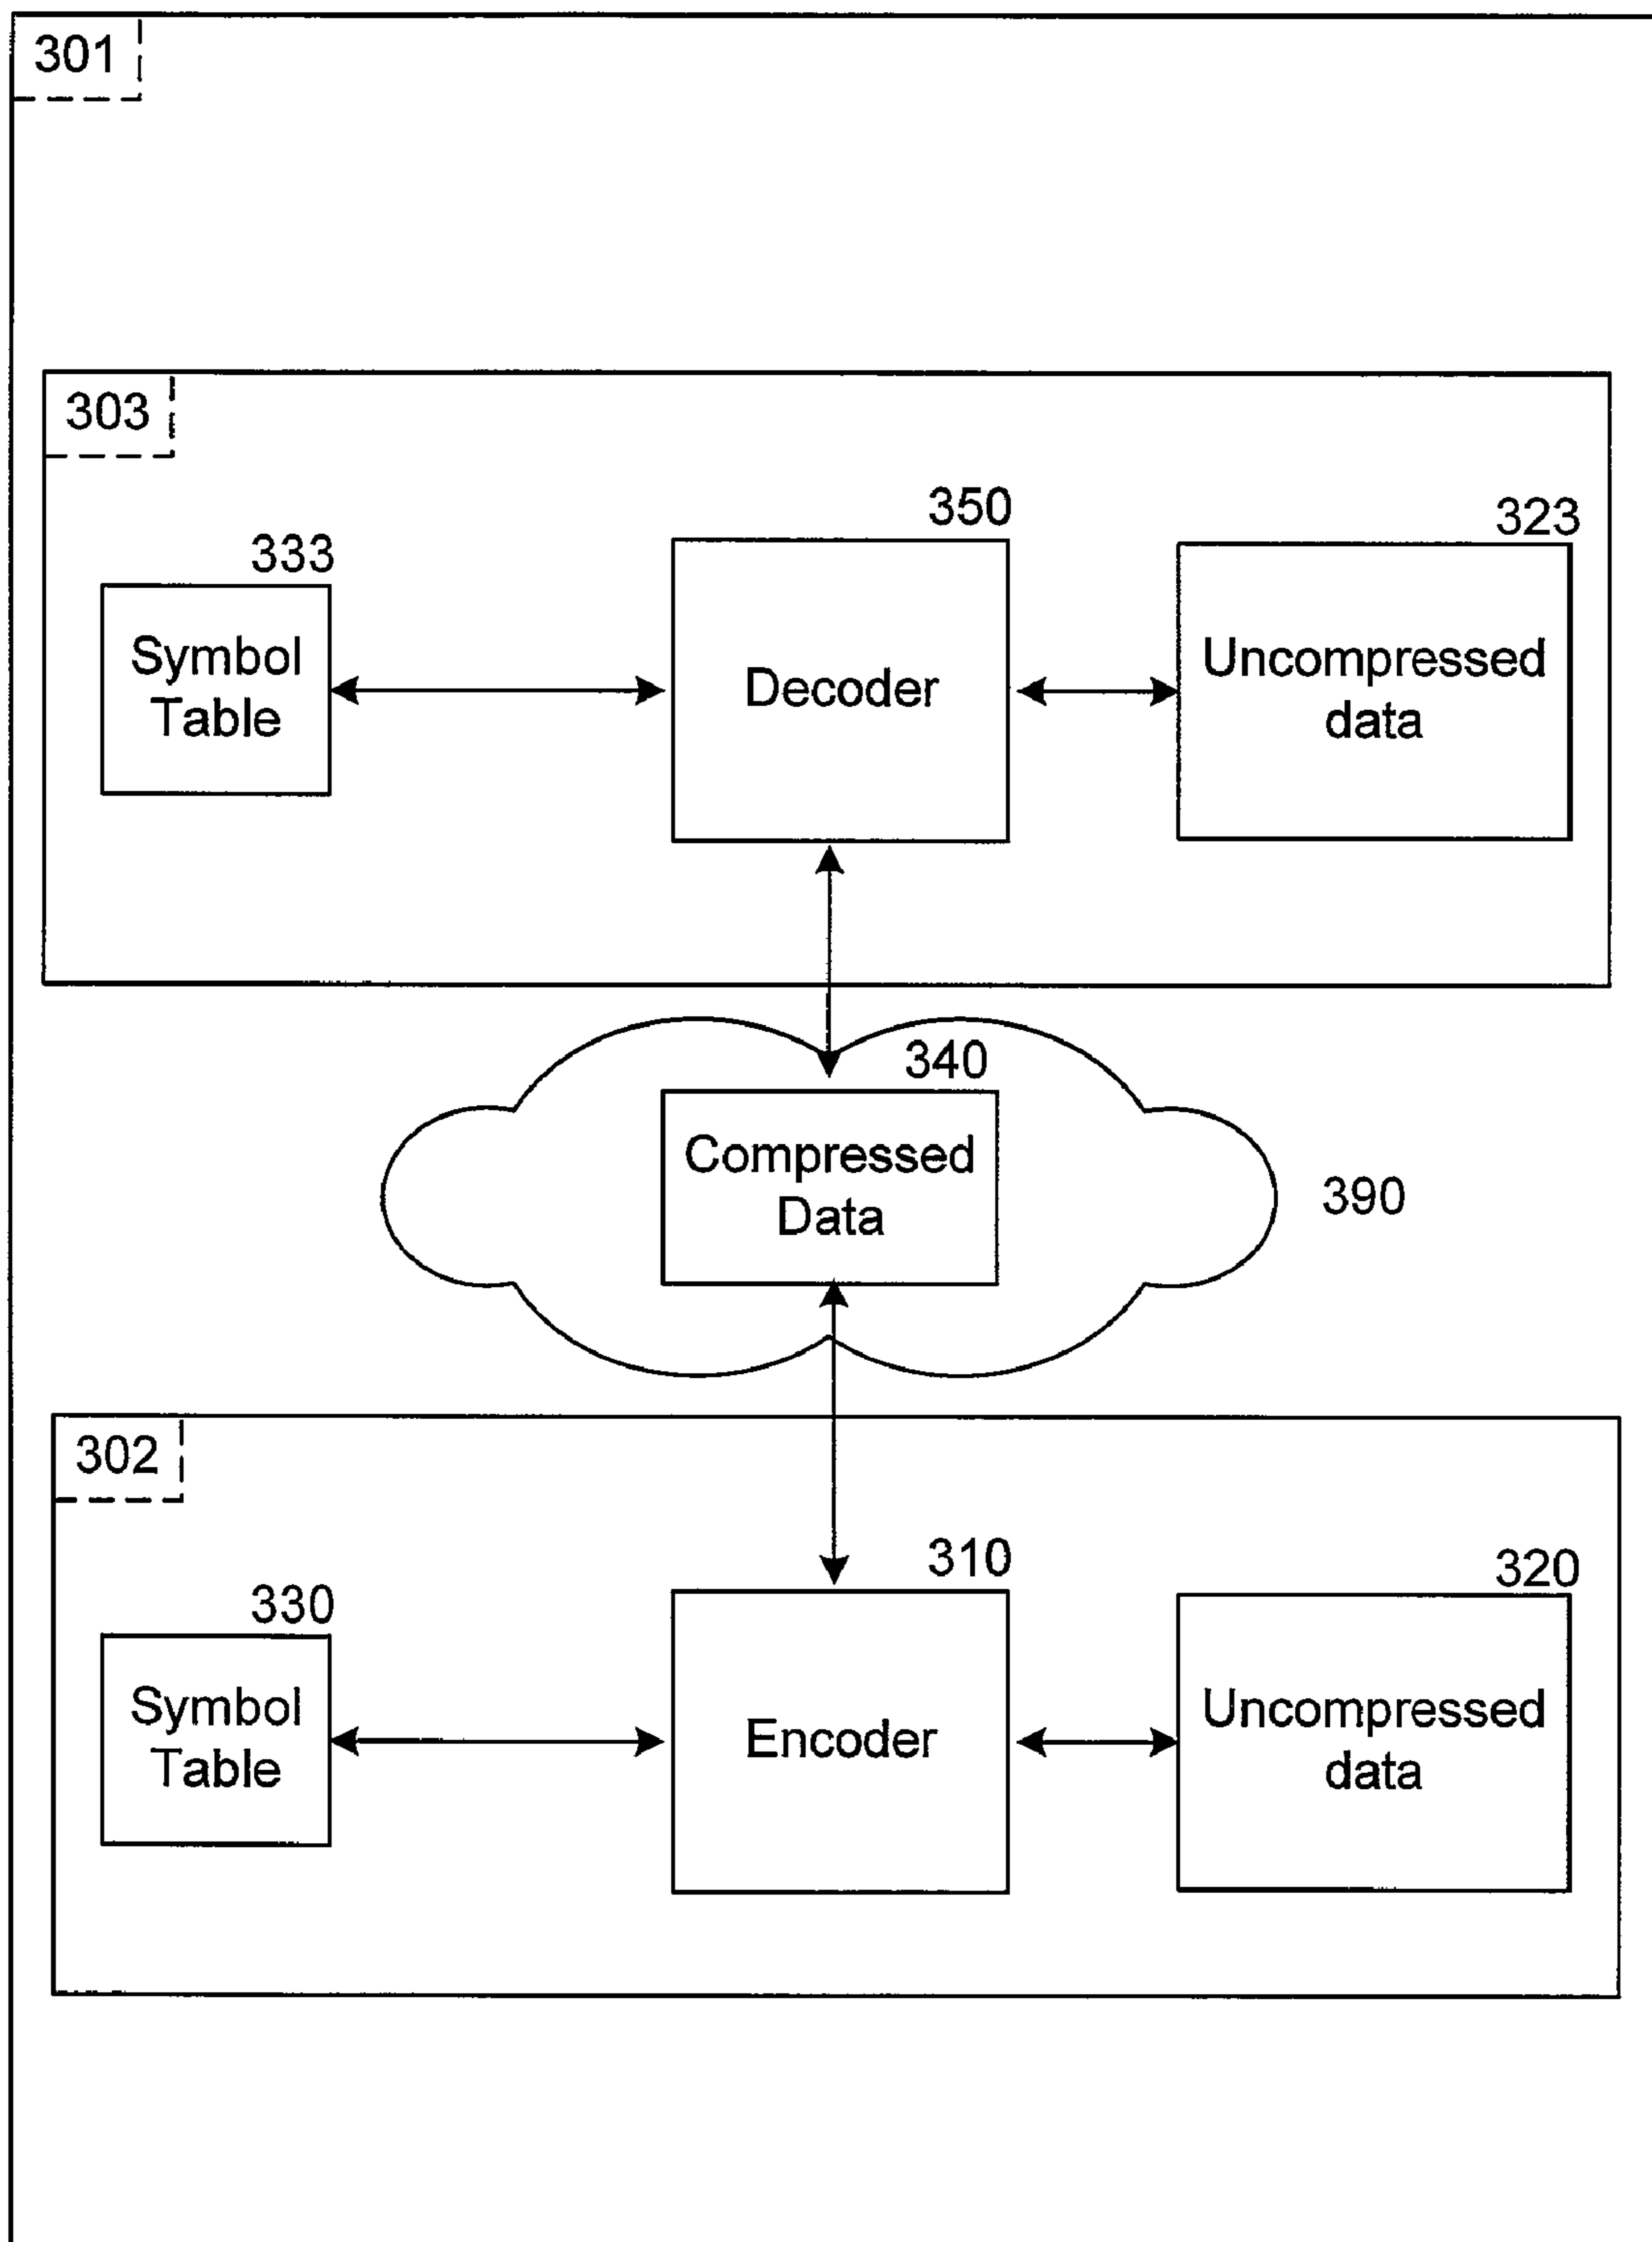 301
303
350
323
333
Symbol
Table
Decoder
Uncompressed
data
340
Compressed
Data
390
302
310
320
330
Symbol
Table
Encoder
Uncompressed
data